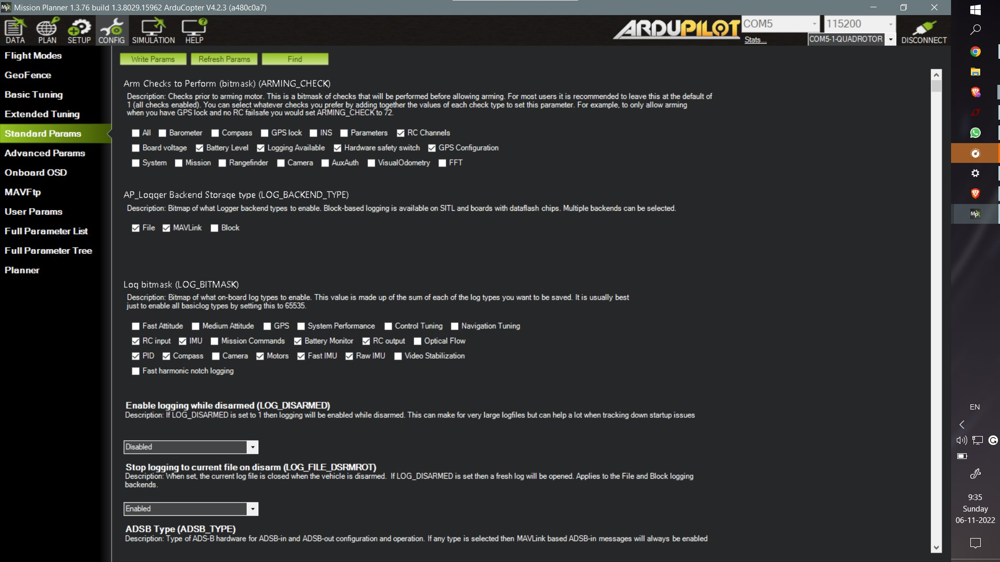 Mission Planner 1.3.76 build 1.3.8029.15962 ArduCopter V4.2.3 (a480c0a7)
DATA PLAN SETUP CONFIG SIMULATION HELP
ARDUPILOT
COM5 115200
Stats... COM5-1-QUADROTOR DISCONNECT
Flight Modes
GeoFence
Basic Tuning
Extended Tuning
Standard Params
Advanced Params
Onboard OSD
MAVFtp
User Params
Full Parameter List
Full Parameter Tree
Planner
Write Params Refresh Params Find
Arm Checks to Perform (bitmask) (ARMING_CHECK)
Description: Checks prior to arming motor. This is a bitmask of checks that will be performed before allowing arming. For most users it is recommended to leave this at the default of
1 (all checks enabled). You can select whatever checks you prefer by adding together the values of each check type to set this parameter. For example, to only allow arming
when you have GPS lock and no RC failsafe you would set ARMING_CHECK to 72.
All Barometer Compass GPS lock INS Parameters RC Channels
Board voltage Battery Level Logging Available Hardware safety switch GPS Configuration
System Mission Rangefinder Camera AuxAuth VisualOdometry FFT
AP_Logger Backend Storage type (LOG_BACKEND_TYPE)
Description: Bitmap of what Logger backend types to enable. Block-based logging is available on SITL and boards with dataflash chips. Multiple backends can be selected.
File MAVLink Block
Log bitmask (LOG_BITMASK)
Description: Bitmap of what on-board log types to enable. This value is made up of the sum of each of the log types you want to be saved. It is usually best
just to enable all basiclog types by setting this to 65535.
Fast Attitude Medium Attitude GPS System Performance Control Tuning Navigation Tuning
RC input IMU Mission Commands Battery Monitor RC output Optical Flow
PID Compass Camera Motors Fast IMU Raw IMU Video Stabilization
Fast harmonic notch logging
Enable logging while disarmed (LOG_DISARMED)
Description: If LOG_DISARMED is set to 1 then logging will be enabled while disarmed. This can make for very large logfiles but can help a lot when tracking down startup issues
Disabled
Stop logging to current file on disarm (LOG_FILE_DSRMROT)
Description: When set, the current log file is closed when the vehicle is disarmed. If LOG_DISARMED is set then a fresh log will be opened. Applies to the File and Block logging
backends.
Enabled
ADSB Type (ADSB_TYPE)
Description: Type of ADS-B hardware for ADSB-in and ADSB-out configuration and operation. If any type is selected then MAVLink based ADSB-in messages will always be enabled
EN
9:35
Sunday
06-11-2022